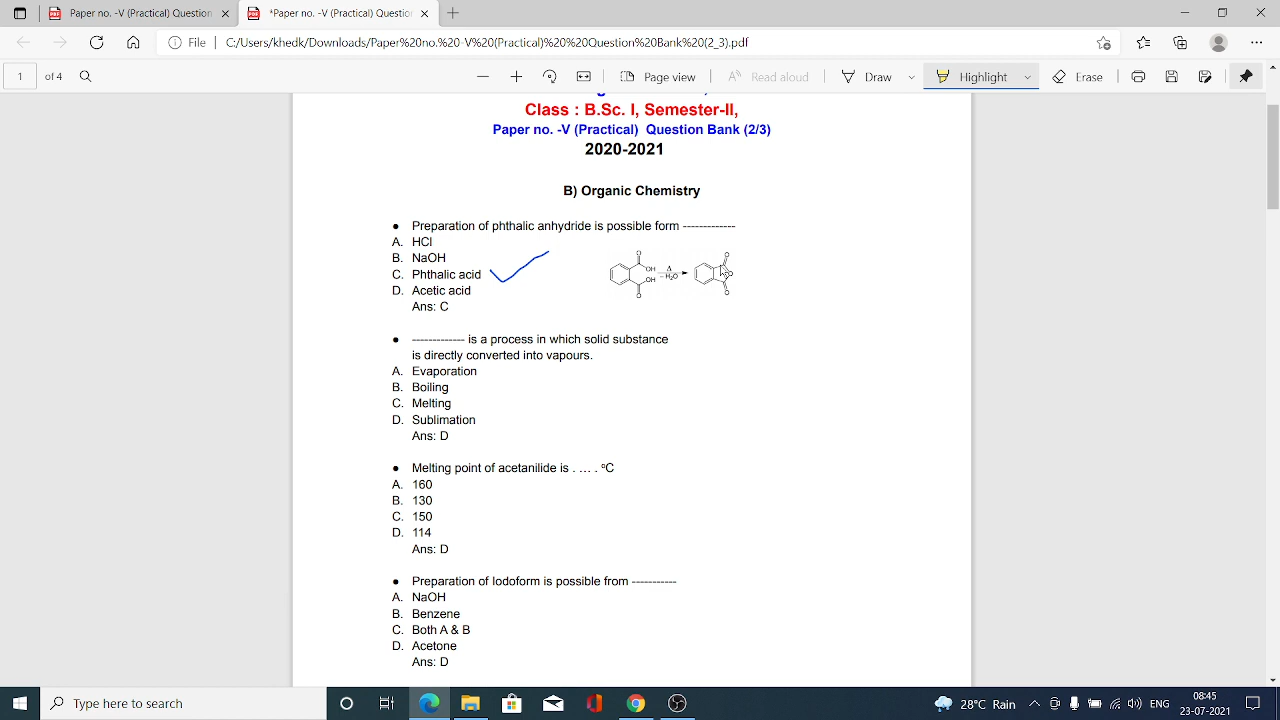 Paper no. -V (Practical) Question
*Paper no. -V (Practical) Question
File
C:/Users/khedk/Downloads/Paper%20no.%20-V%20(Practical)%20%20Question%20Bank%20(2_3).pdf
1 of 4
Page view
Read aloud
Draw
Highlight
Erase
Class : B.Sc. I, Semester-II,
Paper no. -V (Practical) Question Bank (2/3)
2020-2021
B) Organic Chemistry
● Preparation of phthalic anhydride is possible form -------------
A. HCl
B. NaOH
C. Phthalic acid
D. Acetic acid
Ans: C
O
OH
OH
O
Δ
− H₂O
O
O
O
● ------------- is a process in which solid substance
is directly converted into vapours.
A. Evaporation
B. Boiling
C. Melting
D. Sublimation
Ans: D
● Melting point of acetanilide is . ... . ºC
A. 160
B. 130
C. 150
D. 114
Ans: D
● Preparation of Iodoform is possible from -----------
A. NaOH
B. Benzene
C. Both A & B
D. Acetone
Ans: D
Type here to search
28°C Rain
ENG
08:45
23-07-2021